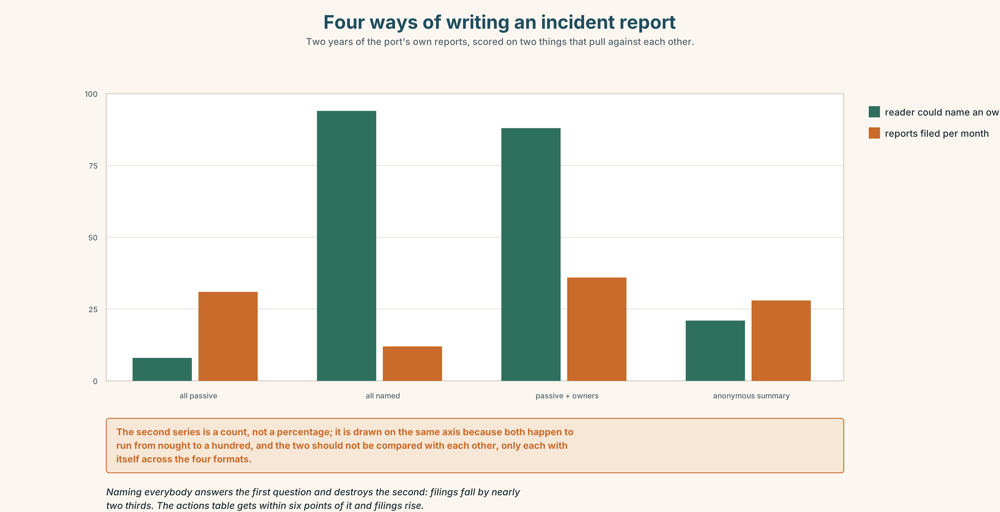 Four ways of writing an incident report
Two years of the port's own reports, scored on two things that pull against each other.
100
75
50
25
0
reader could name an ow
reports filed per month
all passive
all named
passive + owners
anonymous summary
The second series is a count, not a percentage; it is drawn on the same axis because both happen to
run from nought to a hundred, and the two should not be compared with each other, only each with
itself across the four formats.
Naming everybody answers the first question and destroys the second: filings fall by nearly
two thirds. The actions table gets within six points of it and filings rise.